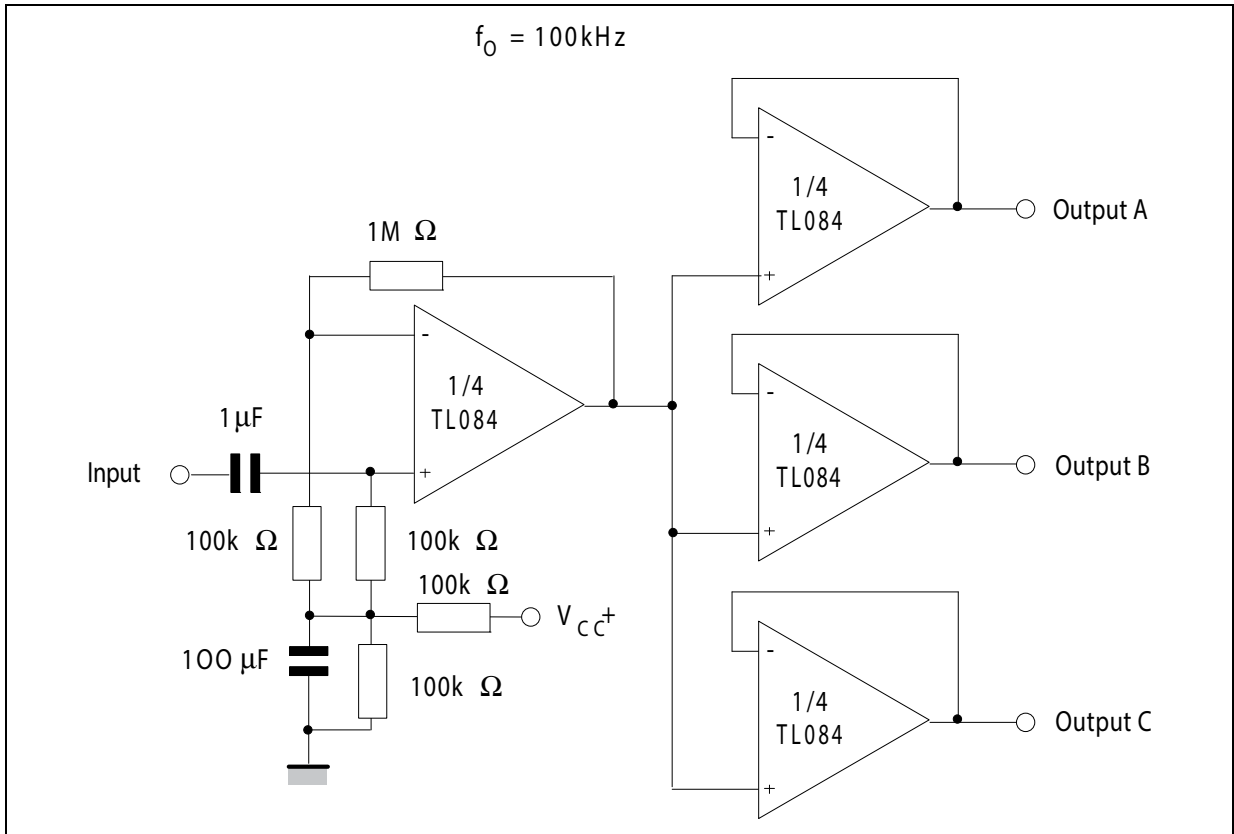 fO = 100kHz
-
1/4
TL084
+
Output A
1M Ω
-
1/4
TL084
+
1μF
Input
-
1/4
TL084
+
Output B
100k Ω
100k Ω
100k Ω
VCC+
100 μF
100k Ω
-
1/4
TL084
+
Output C